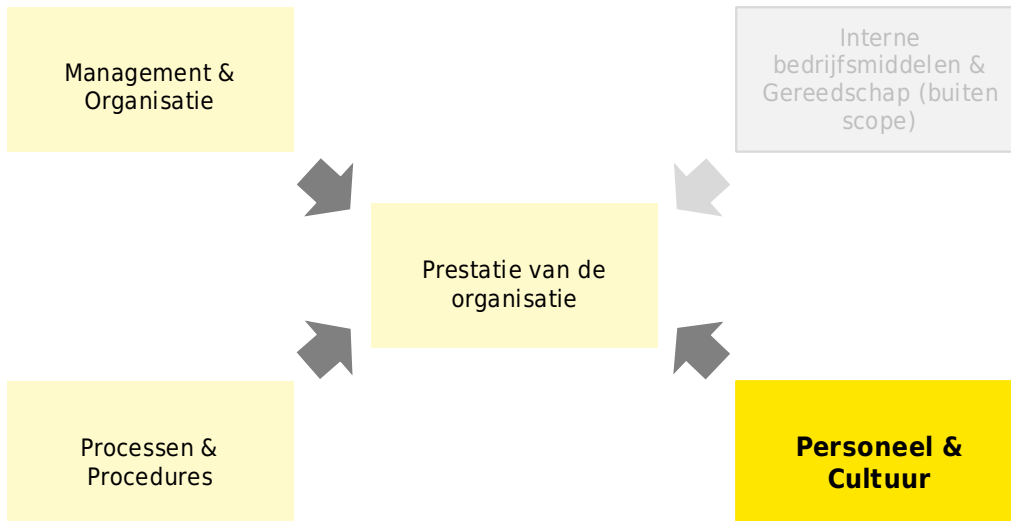 Management &
Organisatie
Interne
bedrijfsmiddelen &
Gereedschap (buiten
scope)
Prestatie van de
organisatie
Processen &
Procedures
Personeel &
Cultuur